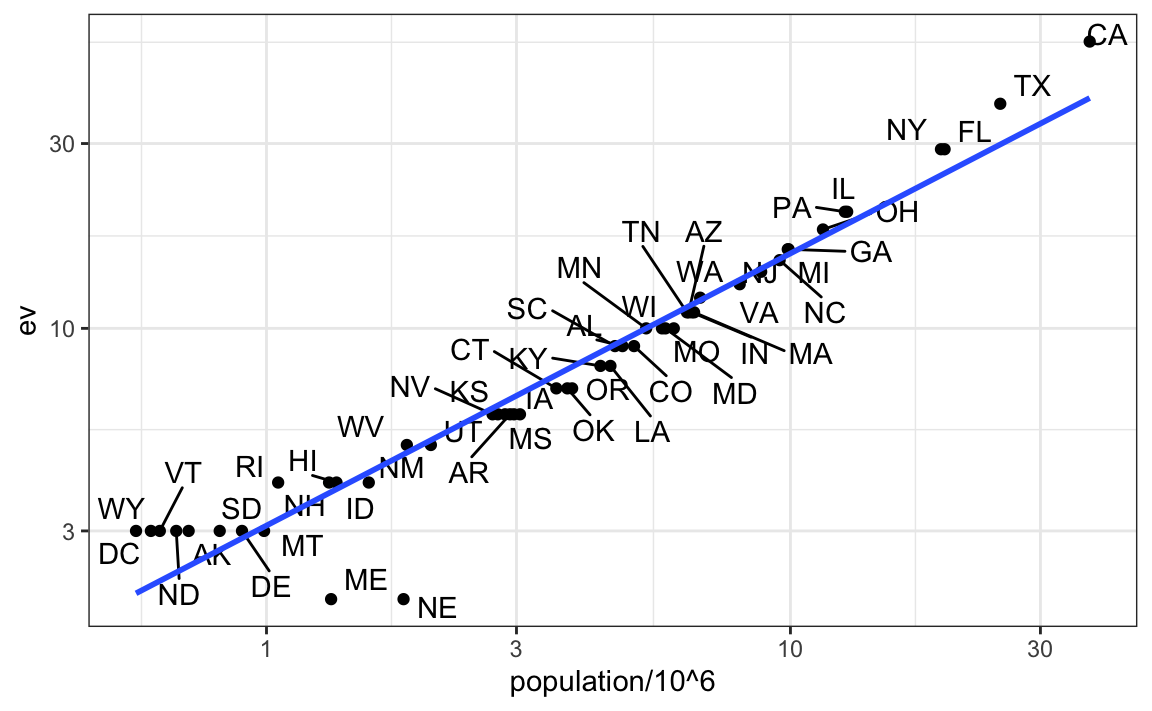 CA
TX
NY FL
30
IL
PA OH
TN AZ
GA
MN WA NJ MI
SC WI VA NC
10
AL
CT KY MO IN MA
NV KS IA OR CO MD
WV UT MS OK LA
RI HI NM AR
VT
WY SD NH ID
3
DC AK MT
ND DE ME
NE
1 3 10 30
population/10^6
ev